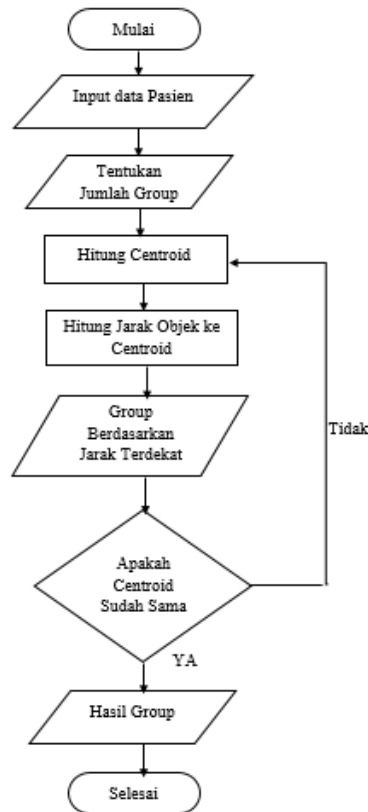 Mulai
Input data Pasien
Tentukan
Jumlah Group
Hitung Centroid
Hitung Jarak Objek ke
Centroid
Group
Berdasarkan
Jarak Terdekat
Tidak
Apakah
Centroid
Sudah Sama
YA
Hasil Group
Selesai